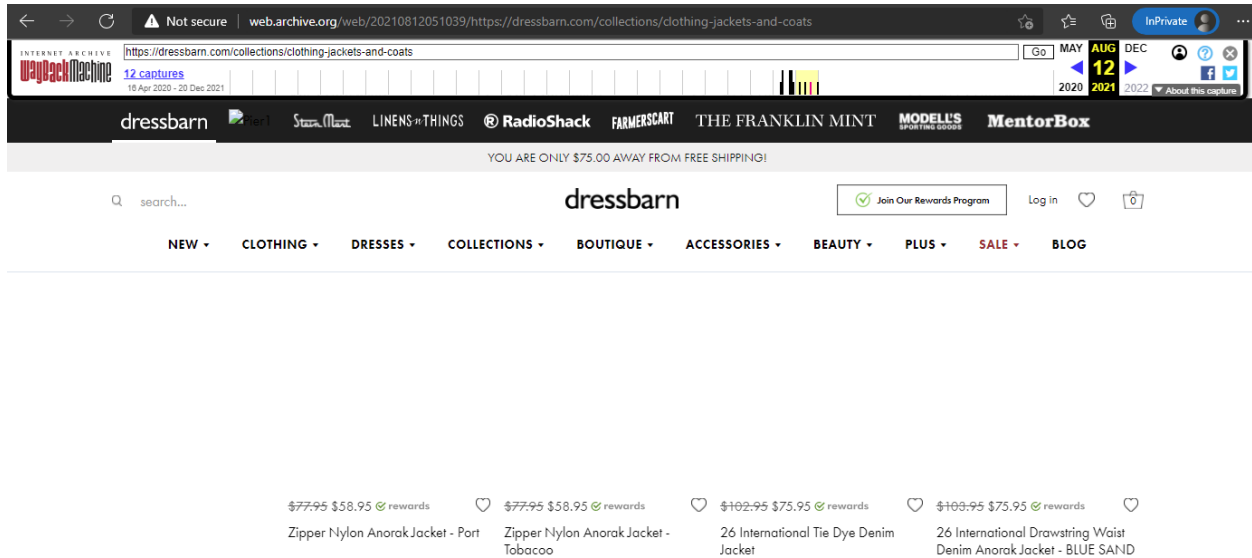 Not secure | web.archive.org/web/20210812051039/https://dressbarn.com/collections/clothing-jackets-and-coats InPrivate
INTERNET ARCHIVE
WayBackMachine
https://dressbarn.com/collections/clothing-jackets-and-coats Go MAY AUG DEC
12 captures 12
16 Apr 2020 - 20 Dec 2021 2020 2021 2022 About this capture
dressbarn Pier1 Stein Mart LINENS n THINGS RadioShack FARMERSCART THE FRANKLIN MINT MODELL'S SPORTING GOODS MentorBox
YOU ARE ONLY $75.00 AWAY FROM FREE SHIPPING!
search... dressbarn Join Our Rewards Program Log in 0
NEW CLOTHING DRESSES COLLECTIONS BOUTIQUE ACCESSORIES BEAUTY PLUS SALE BLOG
$77.95 $58.95 rewards $77.95 $58.95 rewards $102.95 $75.95 rewards $103.95 $75.95 rewards
Zipper Nylon Anorak Jacket - Port Zipper Nylon Anorak Jacket - 26 International Tie Dye Denim 26 International Drawstring Waist
Tobacoo Jacket Denim Anorak Jacket - BLUE SAND